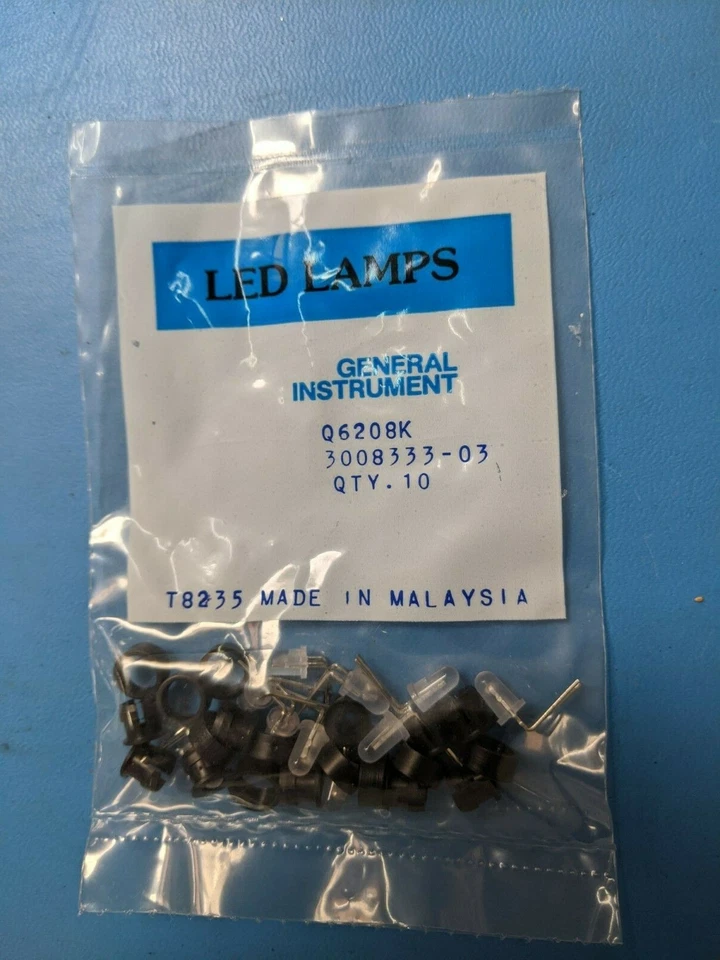 LED LAMPS
GENERAL
INSTRUMENT
Q6208K
3008333-03
QTY.10
T8235 MADE IN MALAYSIA